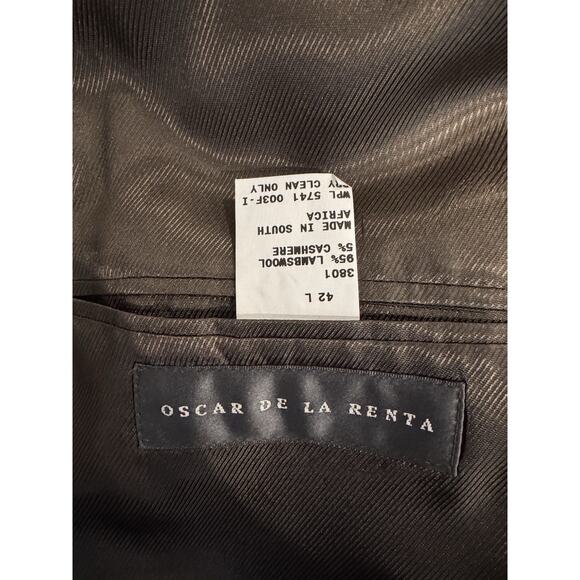 42 L
3801
95% LAMBSWOOL
5% CASHMERE
MADE IN SOUTH
AFRICA
WPL 5741 003F-I
DRY CLEAN ONLY
OSCAR DE LA RENTA